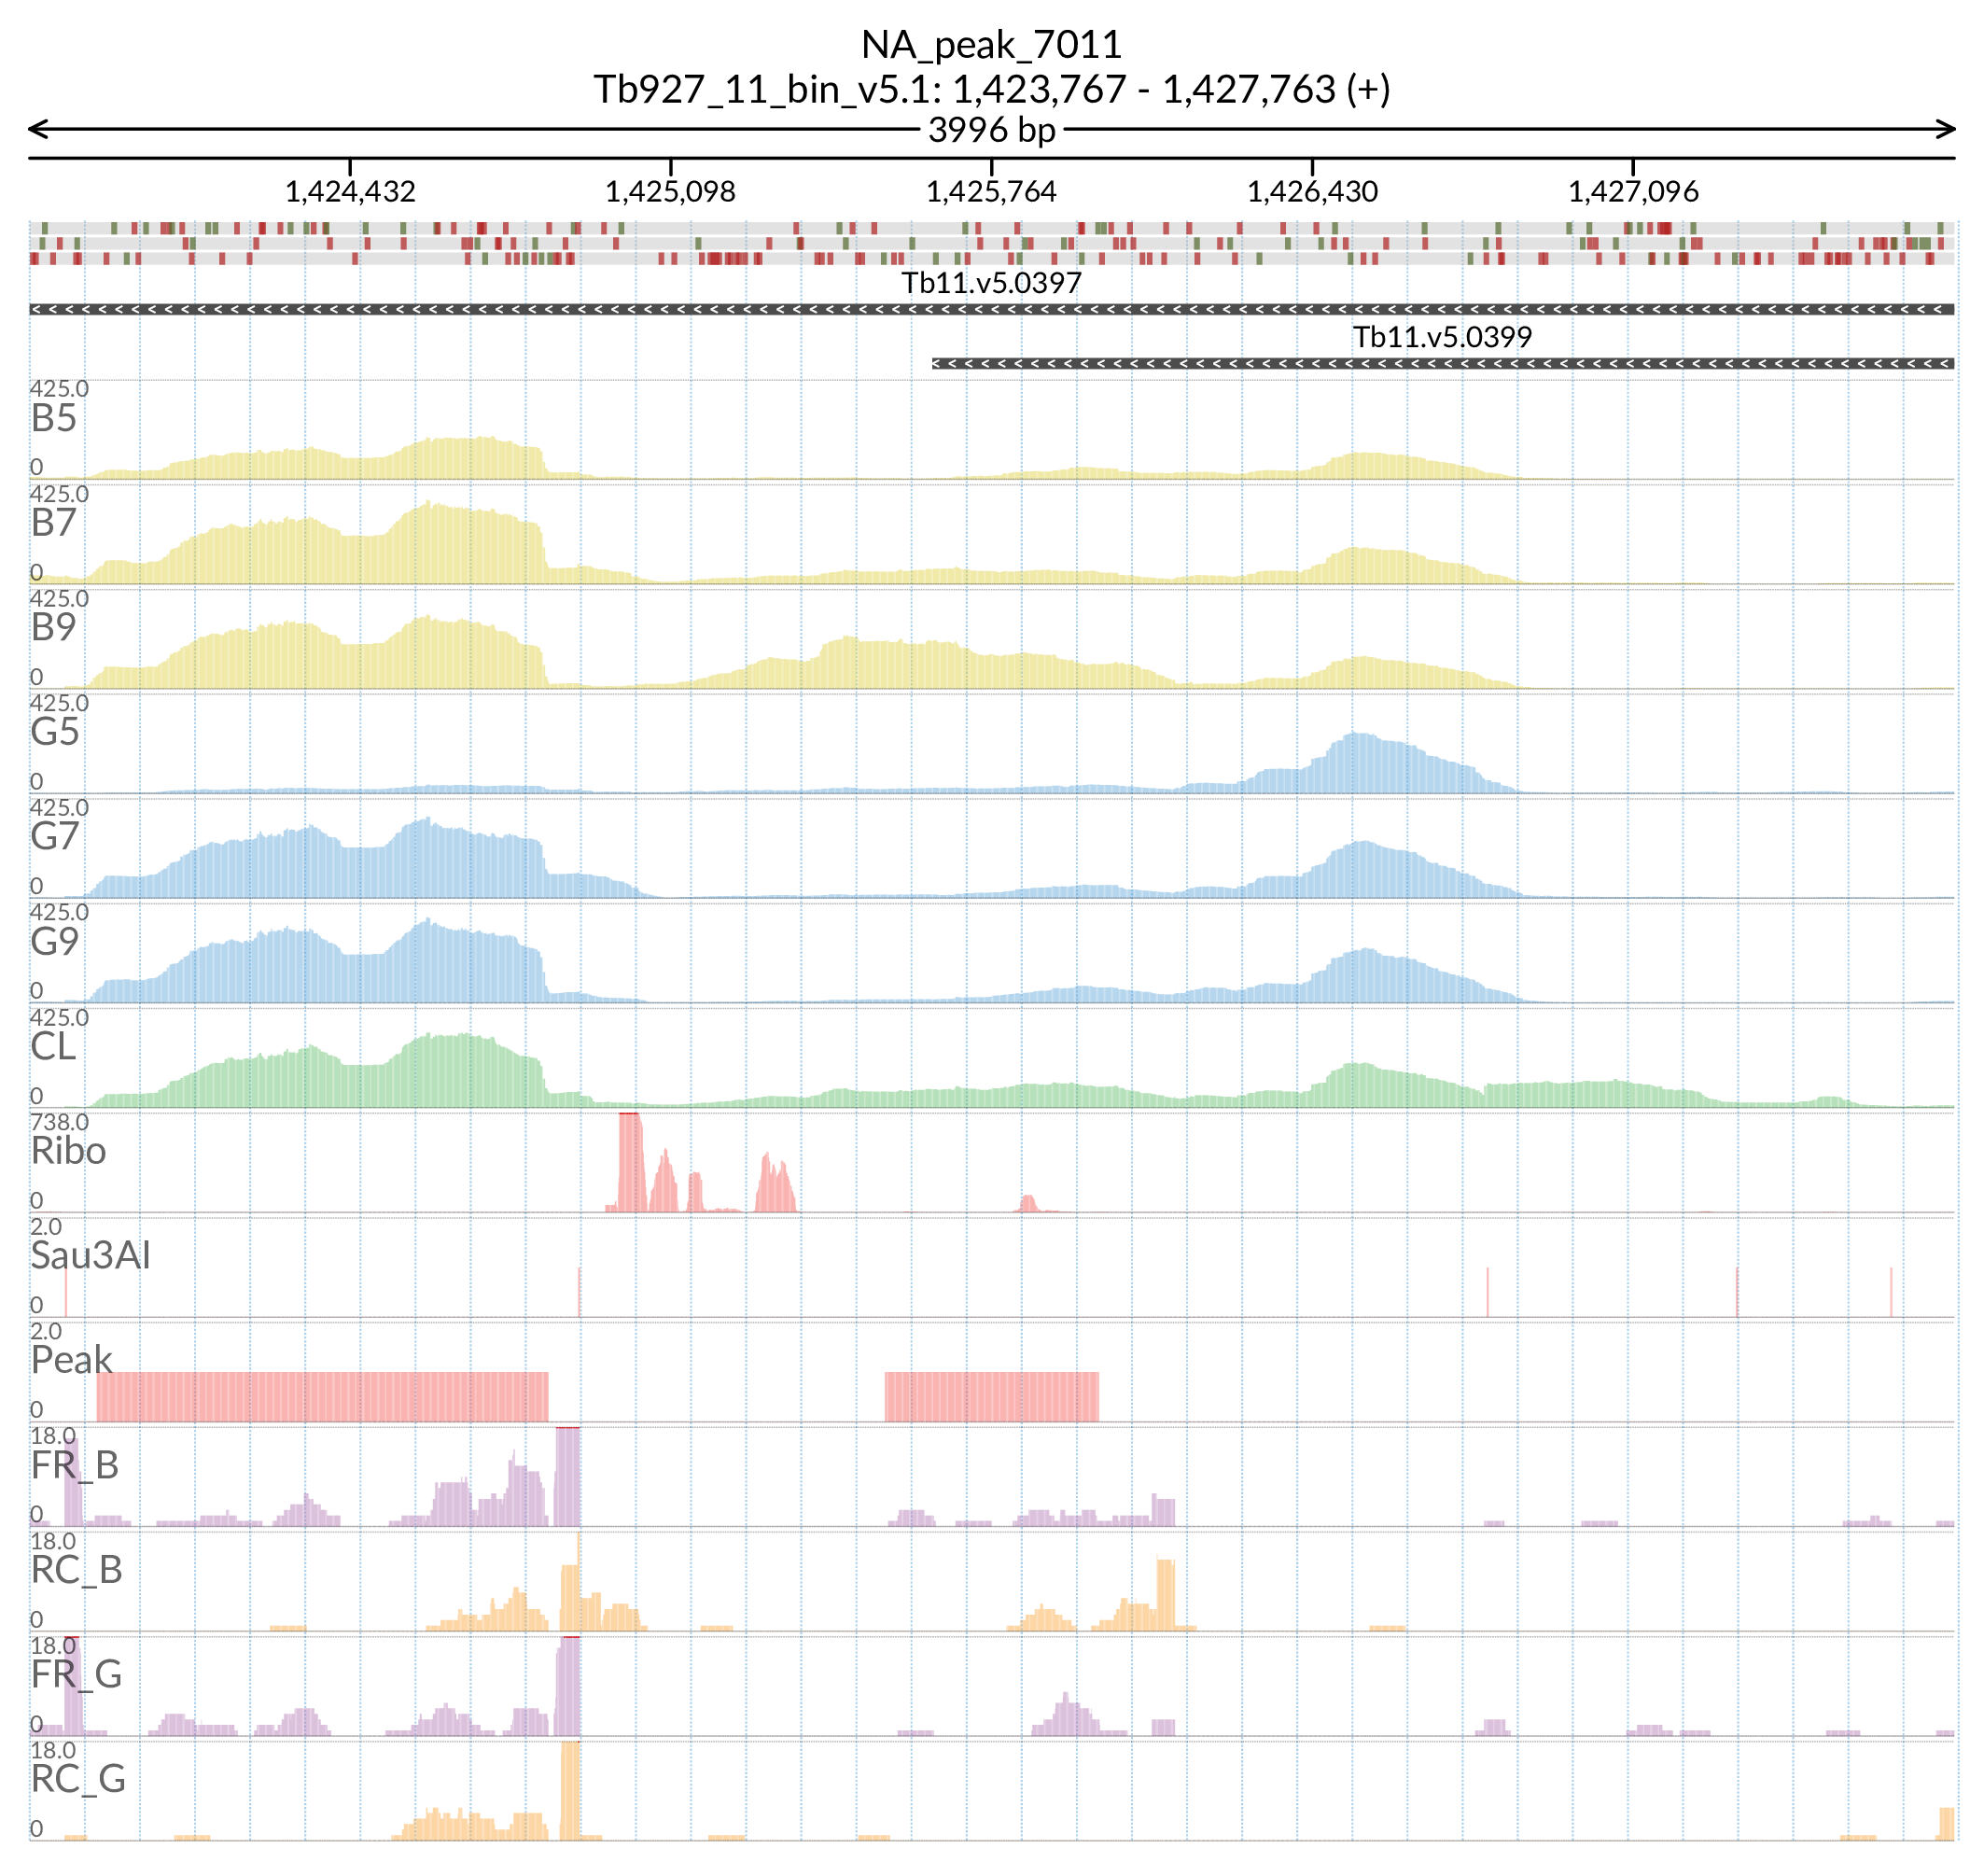 NA_peak_7011
Tb927_11_bin_v5.1: 1,423,767 - 1,427,763 (+)
3996 bp
1,424,432 1,425,098 1,425,764 1,426,430 1,427,096
Tb11.v5.0397
Tb11.v5.0399
425.0
B5
0
425.0
B7
0
425.0
B9
0
425.0
G5
0
425.0
G7
0
425.0
G9
0
425.0
CL
0
738.0
Ribo
0
2.0
Sau3AI
0
2.0
Peak
0
18.0
FR_B
0
18.0
RC_B
0
18.0
FR_G
0
18.0
RC_G
0